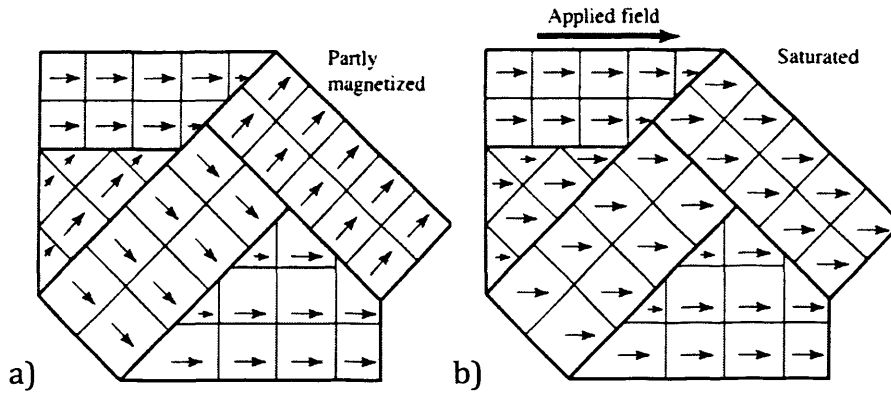 Partly
magnetized
a)
Applied field
Saturated
b)